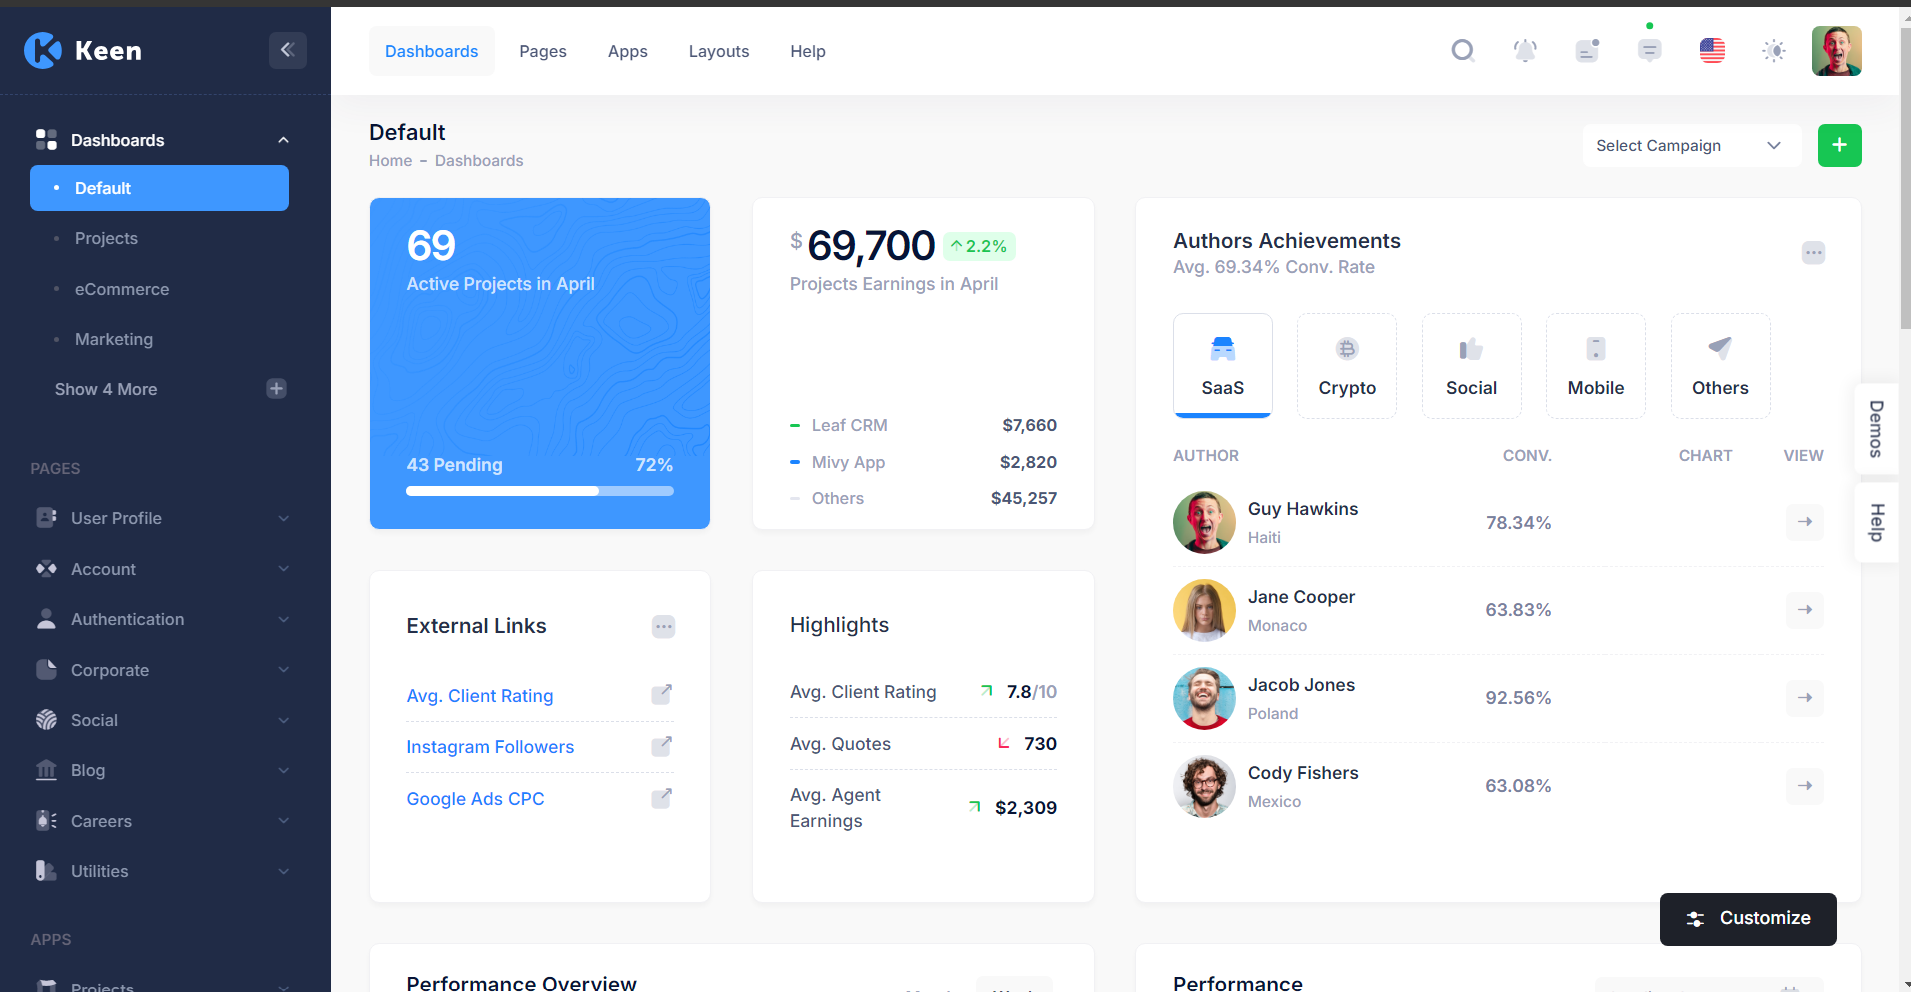 Keen
Dashboards
Default
Projects
eCommerce
Marketing
Show 4 More
PAGES
User Profile
Account
Authentication
Corporate
Social
Blog
Careers
Utilities
APPS
Projects
Dashboards Pages Apps Layouts Help
Default
Home - Dashboards
Select Campaign
69
Active Projects in April
43 Pending 72%
$ 69,700 2.2%
Projects Earnings in April
Leaf CRM $7,660
Mivy App $2,820
Others $45,257
Authors Achievements
Avg. 69.34% Conv. Rate
SaaS Crypto Social Mobile Others
AUTHOR CONV. CHART VIEW
Guy Hawkins
Haiti
78.34%
Jane Cooper
Monaco
63.83%
Jacob Jones
Poland
92.56%
Cody Fishers
Mexico
63.08%
External Links
Avg. Client Rating
Instagram Followers
Google Ads CPC
Highlights
Avg. Client Rating 7.8/10
Avg. Quotes 730
Avg. Agent
Earnings
$2,309
Demos
Help
Customize
Performance Overview
Performance